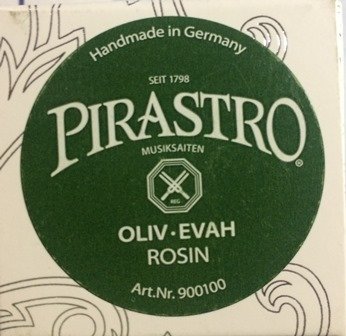 Handmade in Germany
SEIT 1798
PIRASTRO®
MUSIKSAITEN
REG
OLIV·EVAH
ROSIN
Art.Nr. 900100